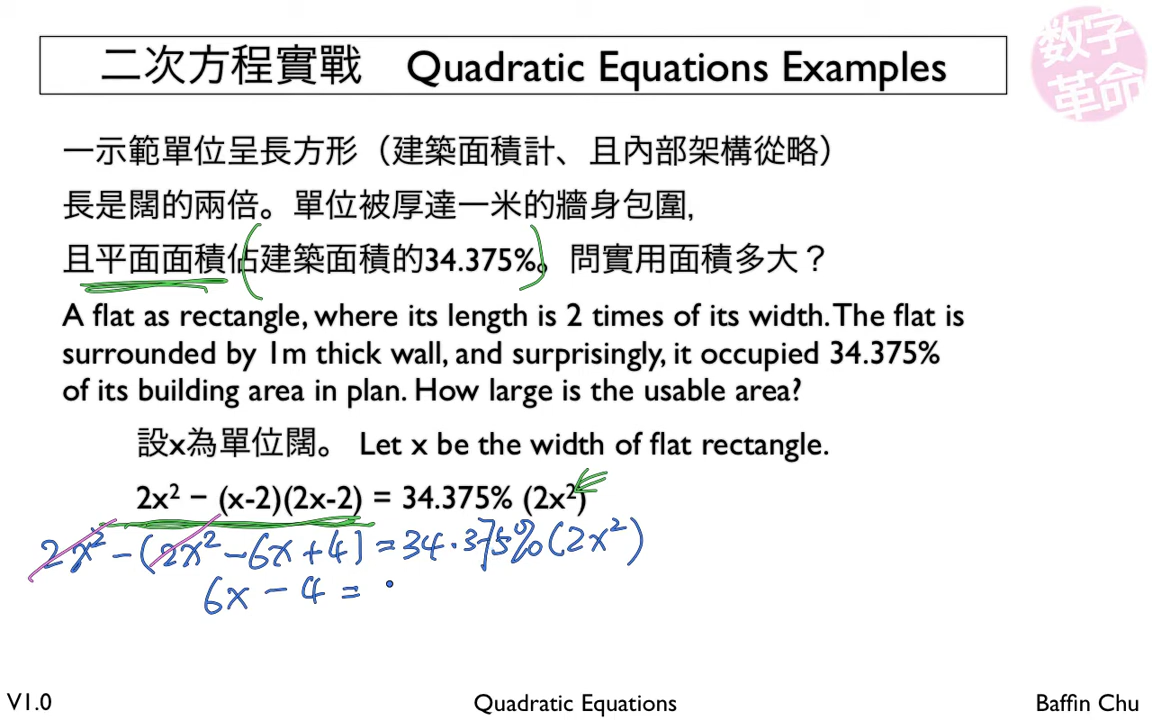 二次方程實戰 Quadratic Equations Examples
数字
革命
一示範單位呈長方形（建築面積計、且內部架構從略）
長是闊的兩倍。單位被厚達一米的牆身包圍,
且平面面積佔建築面積的34.375%。問實用面積多大？
A flat as rectangle, where its length is 2 times of its width. The flat is
surrounded by 1m thick wall, and surprisingly, it occupied 34.375%
of its building area in plan. How large is the usable area?
設x為單位闊。 Let x be the width of flat rectangle.
2x² − (x-2)(2x-2) = 34.375% (2x²)
2x² − (2x² − 6x + 4) = 34.375% (2x²)
6x − 4 =
V1.0 Quadratic Equations Baffin Chu